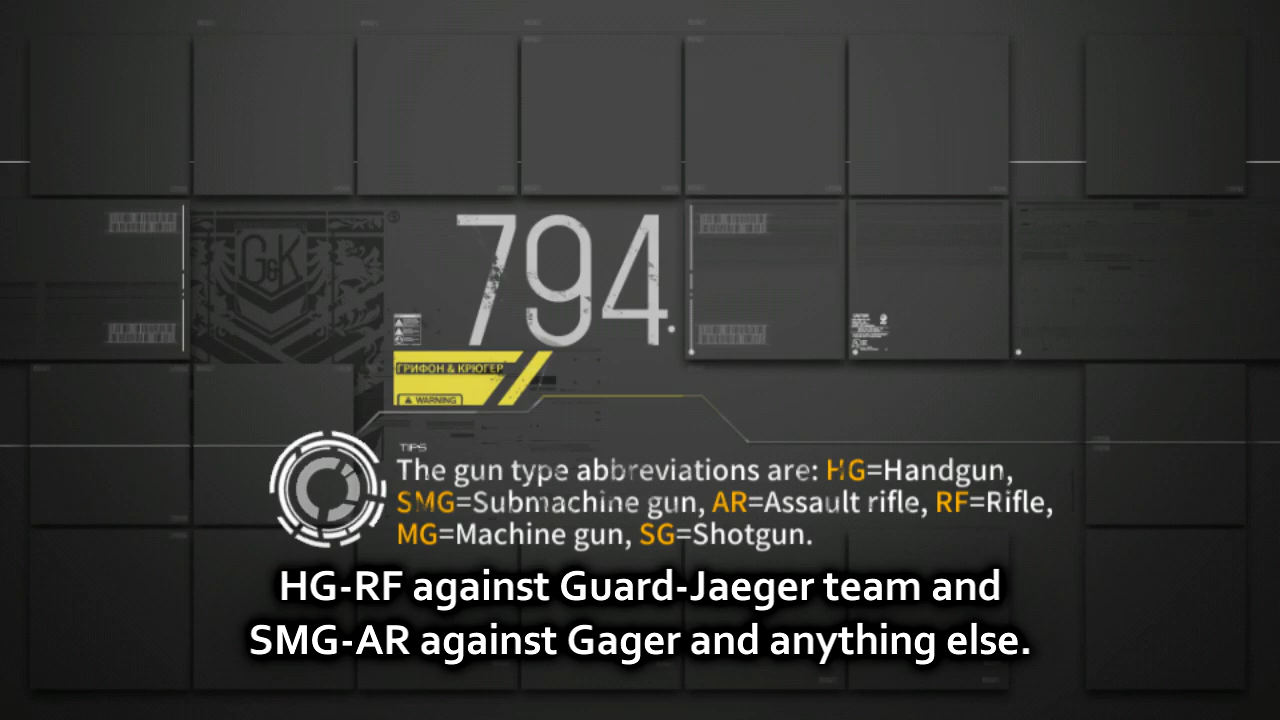 G&K
794.
ГРИФОН & КРЮГЕР
WARNING
TIPS
The gun type abbreviations are: HG=Handgun,
SMG=Submachine gun, AR=Assault rifle, RF=Rifle,
MG=Machine gun, SG=Shotgun.
HG-RF against Guard-Jaeger team and
SMG-AR against Gager and anything else.